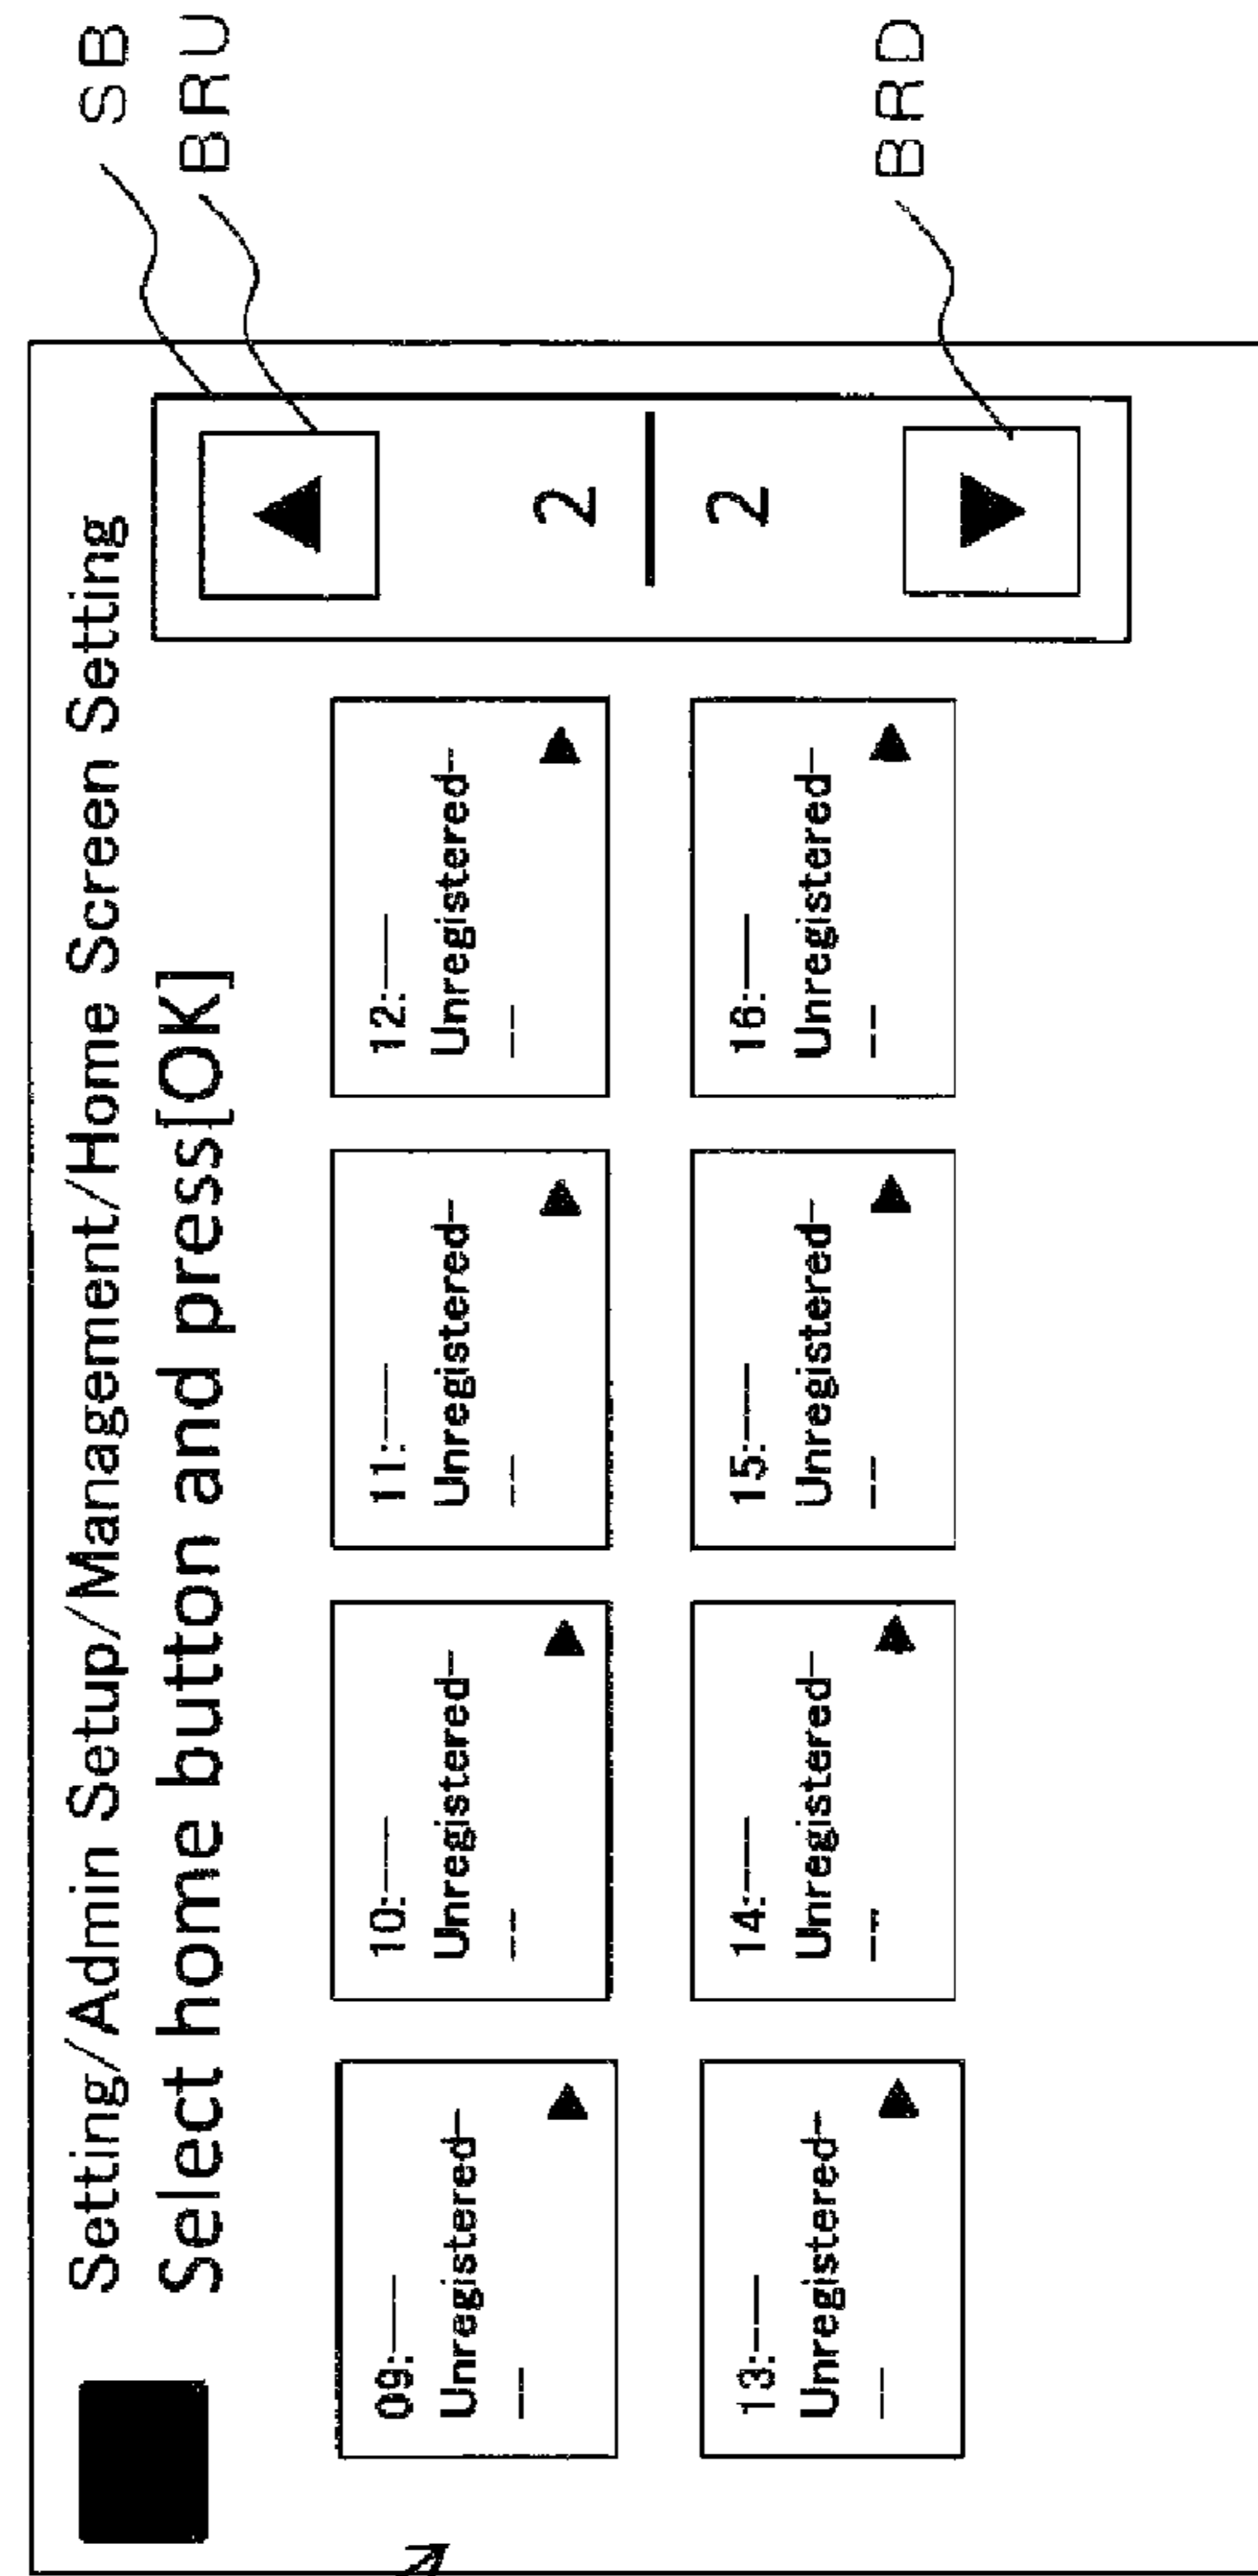 Setting/Admin Setup/Management/Home Screen Setting
Select home button and press[OK]
09:——
Unregistered–
––
10:——
Unregistered–
––
11:——
Unregistered–
––
12:——
Unregistered–
––
13:——
Unregistered–
––
14:——
Unregistered–
––
15:——
Unregistered–
––
16:——
Unregistered–
––
2
2
SB
BRU
BRD